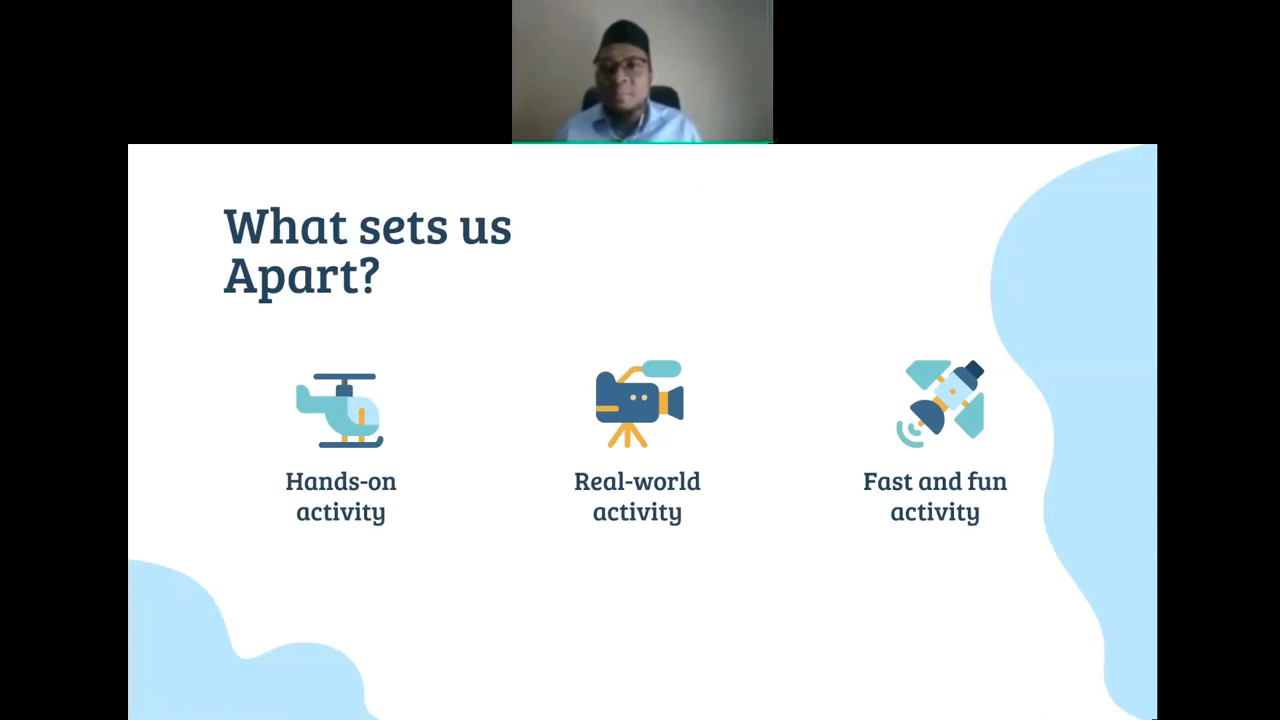 What sets us
Apart?
Hands-on
activity
Real-world
activity
Fast and fun
activity